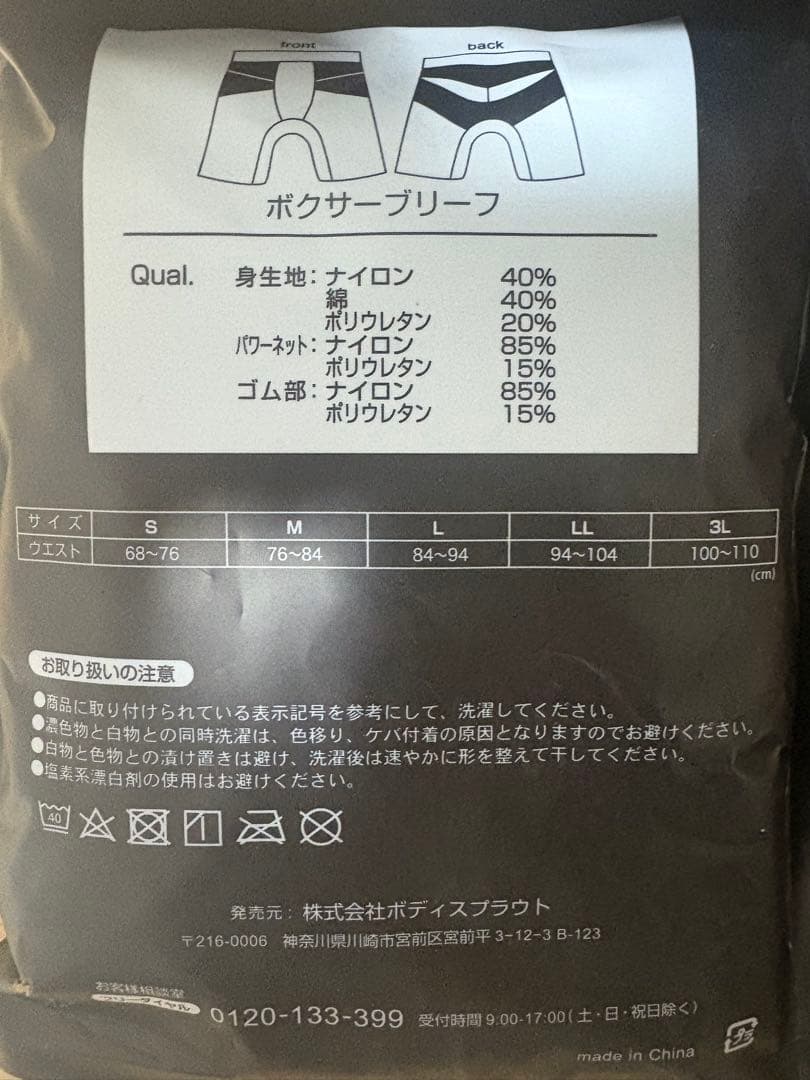 front back
ボクサーブリーフ
Qual. 身生地：ナイロン 40%
綿 40%
ポリウレタン 20%
パワーネット：ナイロン 85%
ポリウレタン 15%
ゴム部：ナイロン 85%
ポリウレタン 15%
サイズ S M L LL 3L
ウエスト 68〜76 76〜84 84〜94 94〜104 100〜110
(cm)
お取り扱いの注意
●商品に取り付けられている表示記号を参考にして、洗濯してください。
●濃色物と白物との同時洗濯は、色移り、ケバ付着の原因となりますのでお避けください。
●白物と色物との漬け置きは避け、洗濯後は速やかに形を整えて干してください。
●塩素系漂白剤の使用はお避けください。
40
発売元：株式会社ボディスプラウト
〒216-0006 神奈川県川崎市宮前区宮前平 3-12-3 B-123
お客様相談室
フリーダイヤル 0120-133-399 受付時間 9:00-17:00(土・日・祝日除く)
made in China プラ